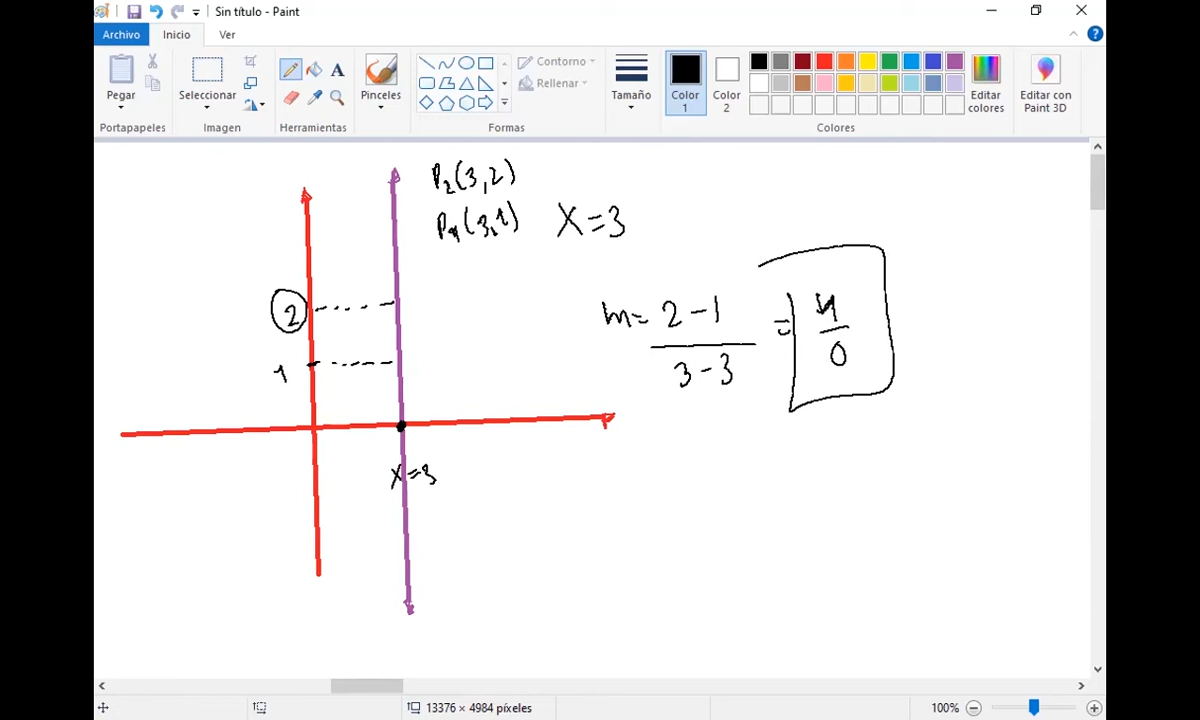 Sin título - Paint
Archivo Inicio Ver
Pegar
Seleccionar
A
Pinceles
Contorno
Rellenar
Tamaño
Color 1
Color 2
Editar colores
Editar con Paint 3D
Portapapeles Imagen Herramientas Formas Colores
P2(3,2)
P1(3,1) X=3
2
1
m= 2-1
3-3
=
1
0
X=3
13376 × 4984 píxeles 100%